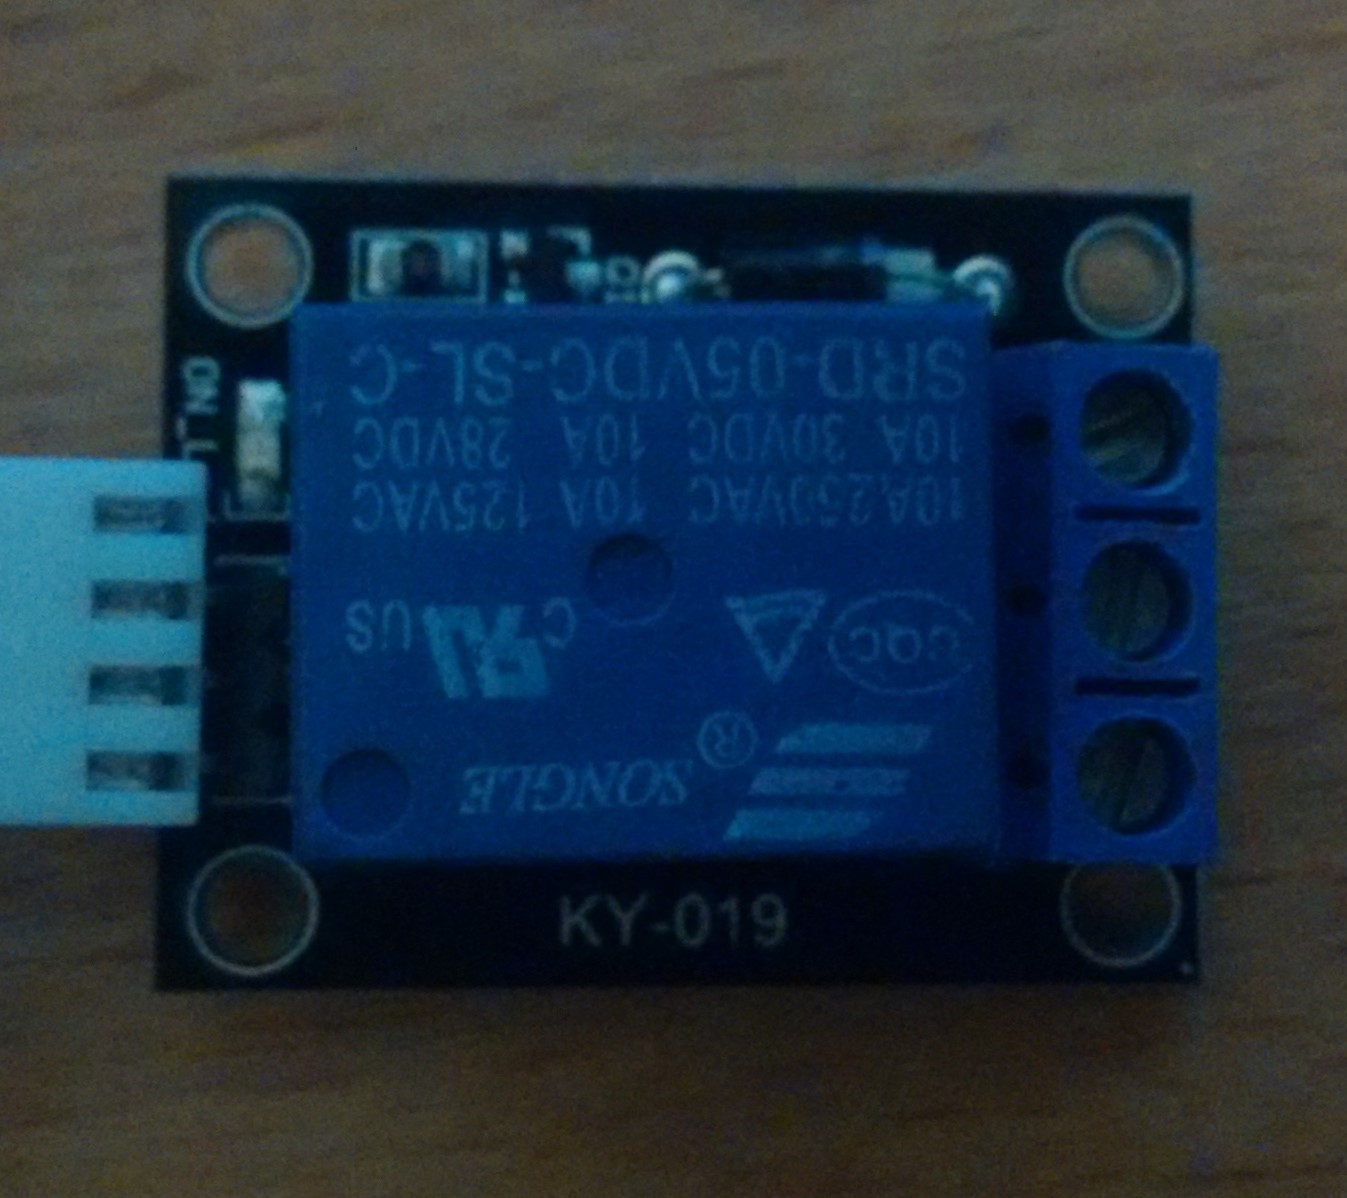 SRD-05VDC-SL-C
10A 30VDC 10A 28VDC
10A 250VAC 10A 125VAC
CQC
C US
SONGLE ®
KY-019